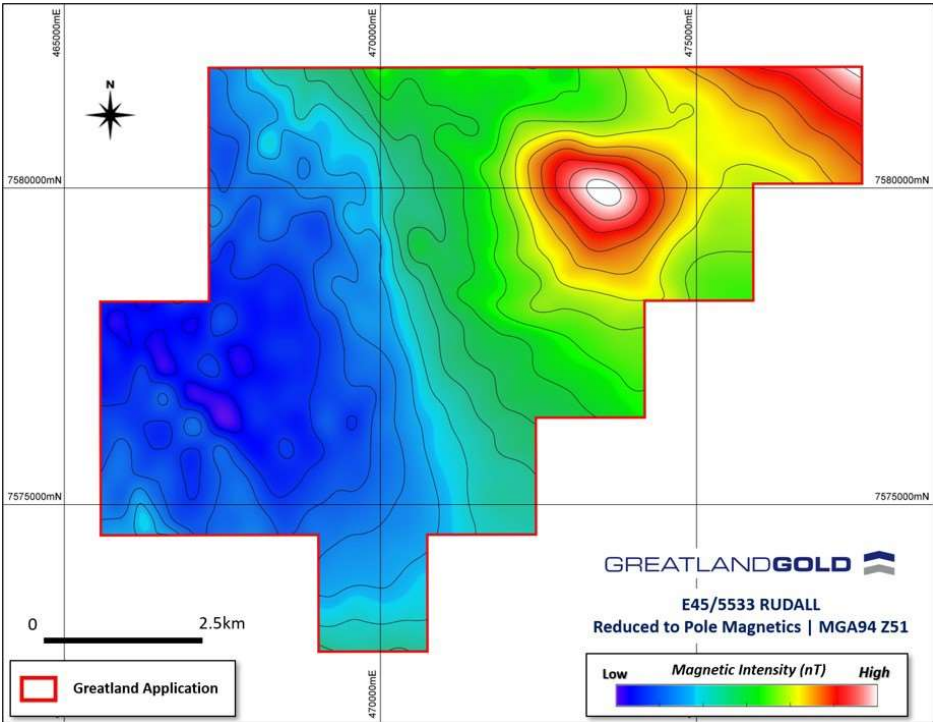 465000mE
470000mE
475000mE
N
7580000mN
7580000mN
7575000mN
7575000mN
GREATLANDGOLD
E45/5533 RUDALL
Reduced to Pole Magnetics | MGA94 Z51
0 2.5km
Low Magnetic Intensity (nT) High
Greatland Application
470000mE
475000mE